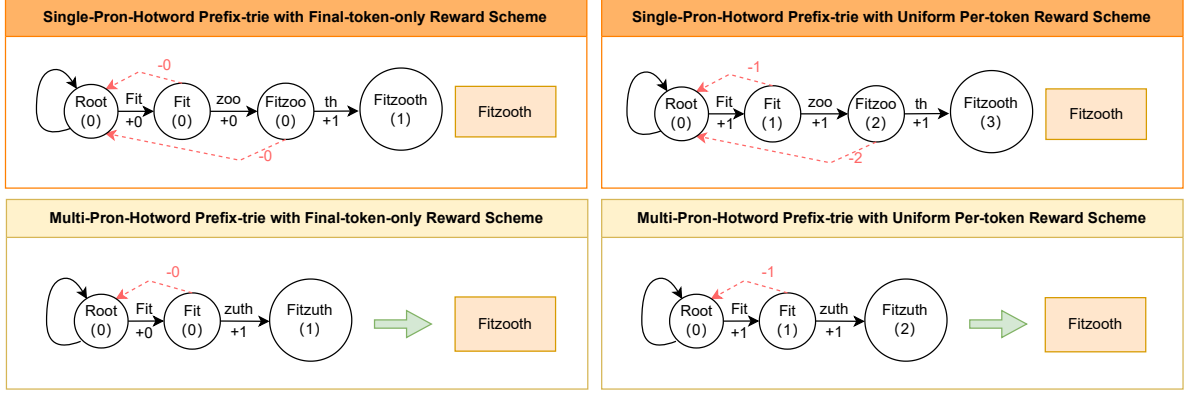 Single-Pron-Hotword Prefix-trie with Final-token-only Reward Scheme
-0
Root
(0)
Fit
+0
Fit
(0)
zoo
+0
Fitzoo
(0)
th
+1
Fitzooth
(1)
Fitzooth
-0
Single-Pron-Hotword Prefix-trie with Uniform Per-token Reward Scheme
-1
Root
(0)
Fit
+1
Fit
(1)
zoo
+1
Fitzoo
(2)
th
+1
Fitzooth
(3)
Fitzooth
-2
Multi-Pron-Hotword Prefix-trie with Final-token-only Reward Scheme
-0
Root
(0)
Fit
+0
Fit
(0)
zuth
+1
Fitzuth
(1)
Fitzooth
Multi-Pron-Hotword Prefix-trie with Uniform Per-token Reward Scheme
-1
Root
(0)
Fit
+1
Fit
(1)
zuth
+1
Fitzuth
(2)
Fitzooth